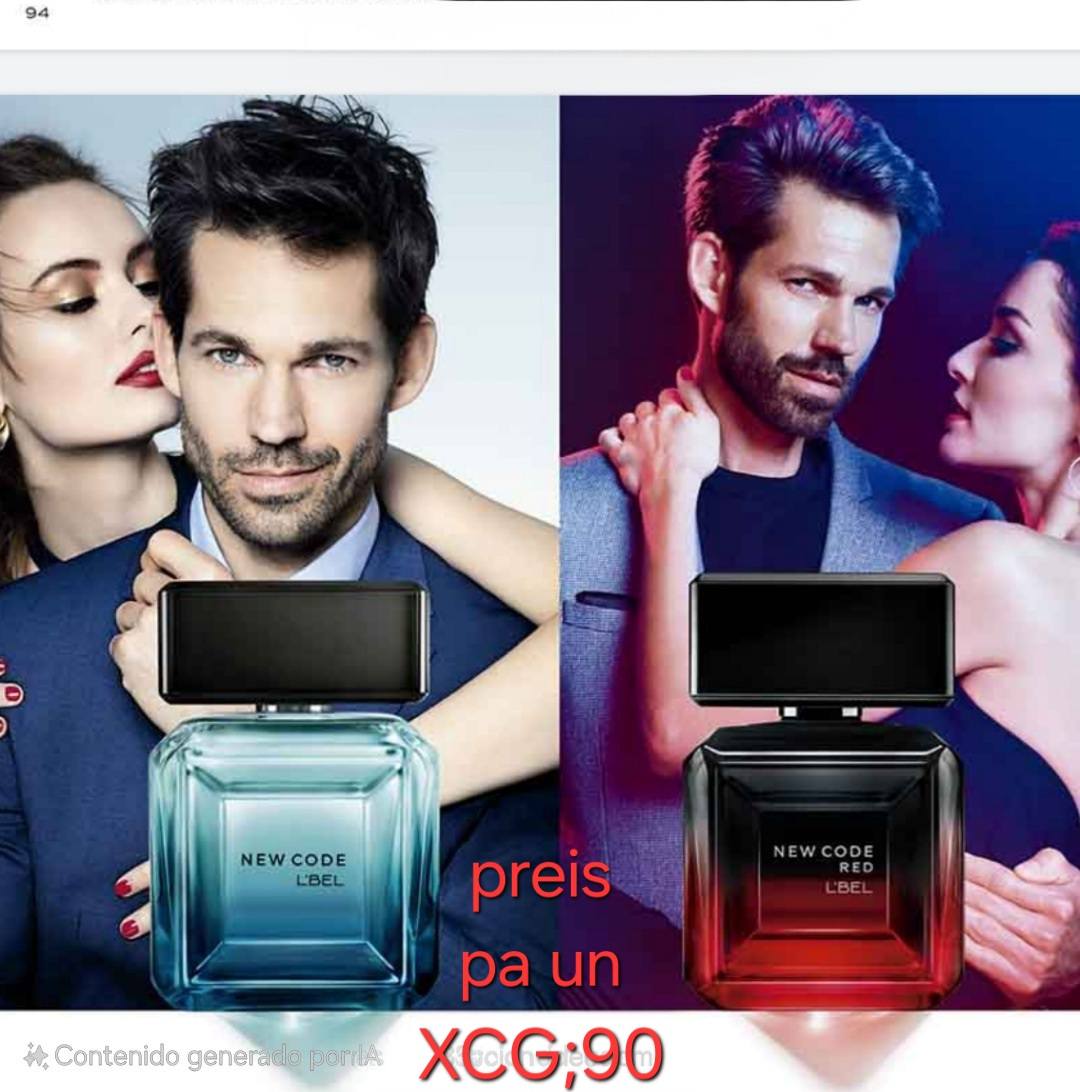 94
NEW CODE
L'BEL
NEW CODE
RED
L'BEL
preis
pa un
XCG;90
Contenido generado por IA